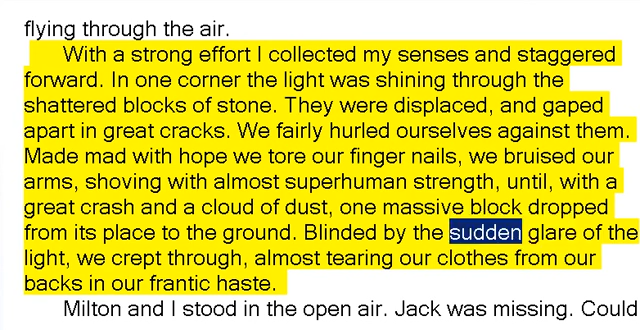 flying through the air.
With a strong effort I collected my senses and staggered
forward. In one corner the light was shining through the
shattered blocks of stone. They were displaced, and gaped
apart in great cracks. We fairly hurled ourselves against them.
Made mad with hope we tore our finger nails, we bruised our
arms, shoving with almost superhuman strength, until, with a
great crash and a cloud of dust, one massive block dropped
from its place to the ground. Blinded by the sudden glare of the
light, we crept through, almost tearing our clothes from our
backs in our frantic haste.
Milton and I stood in the open air. Jack was missing. Could